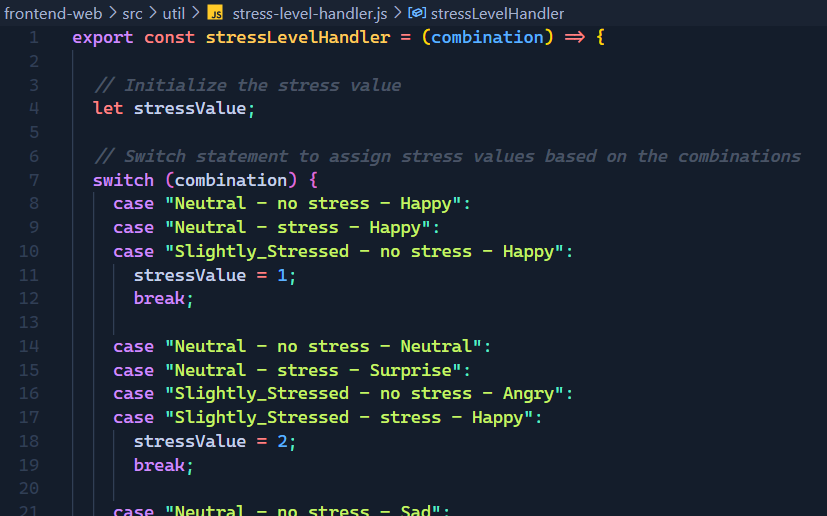 frontend-web > src > util > JS stress-level-handler.js > stressLevelHandler
1 export const stressLevelHandler = (combination) => {
2
3 // Initialize the stress value
4 let stressValue;
5
6 // Switch statement to assign stress values based on the combinations
7 switch (combination) {
8 case "Neutral - no stress - Happy":
9 case "Neutral - stress - Happy":
10 case "Slightly_Stressed - no stress - Happy":
11 stressValue = 1;
12 break;
13
14 case "Neutral - no stress - Neutral":
15 case "Neutral - stress - Surprise":
16 case "Slightly_Stressed - no stress - Angry":
17 case "Slightly_Stressed - stress - Happy":
18 stressValue = 2;
19 break;
20
21 case "Neutral - no stress - Sad":